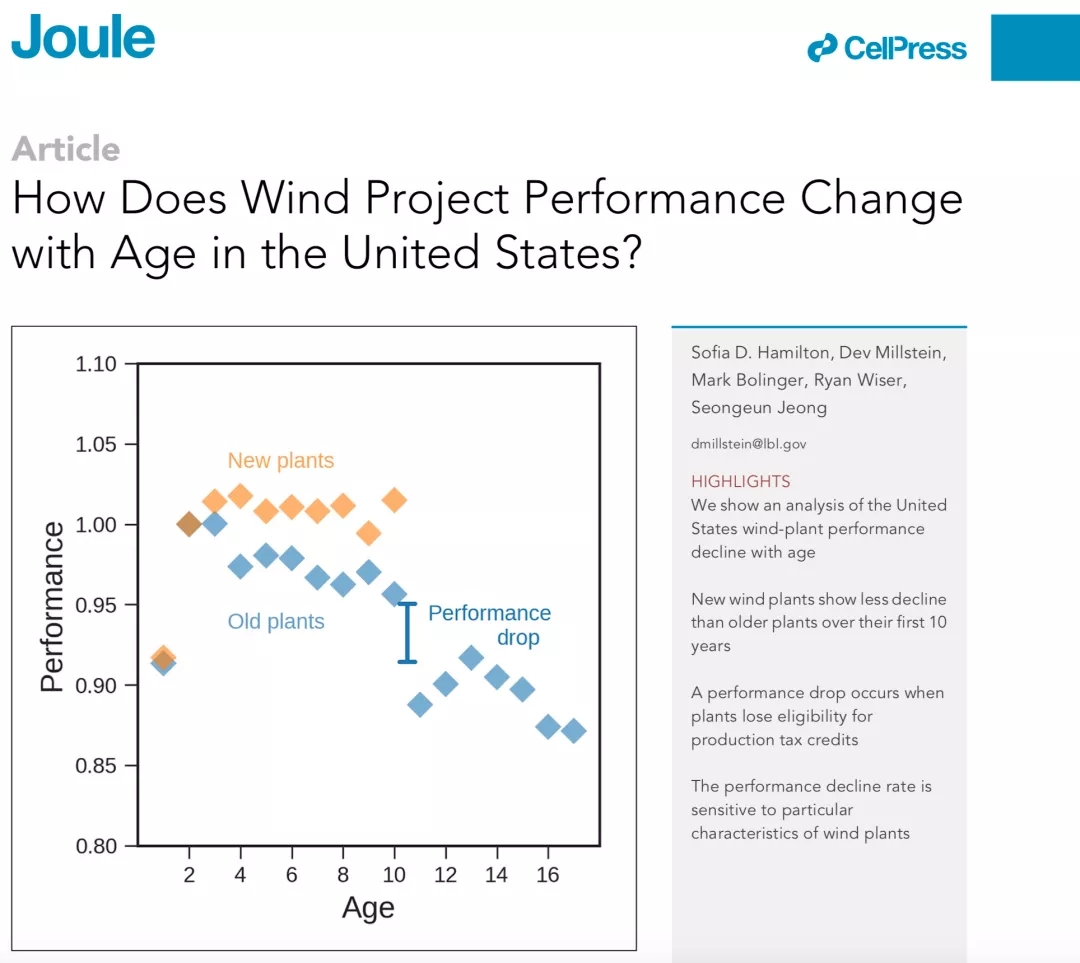 Joule
CellPress
Article
How Does Wind Project Performance Change
with Age in the United States?
1.10
1.05
1.00
0.95
0.90
0.85
0.80
Performance
New plants
Old plants
Performance
drop
2 4 6 8 10 12 14 16
Age
Sofia D. Hamilton, Dev Millstein,
Mark Bolinger, Ryan Wiser,
Seongeun Jeong
dmillstein@lbl.gov
HIGHLIGHTS
We show an analysis of the United
States wind-plant performance
decline with age
New wind plants show less decline
than older plants over their first 10
years
A performance drop occurs when
plants lose eligibility for
production tax credits
The performance decline rate is
sensitive to particular
characteristics of wind plants